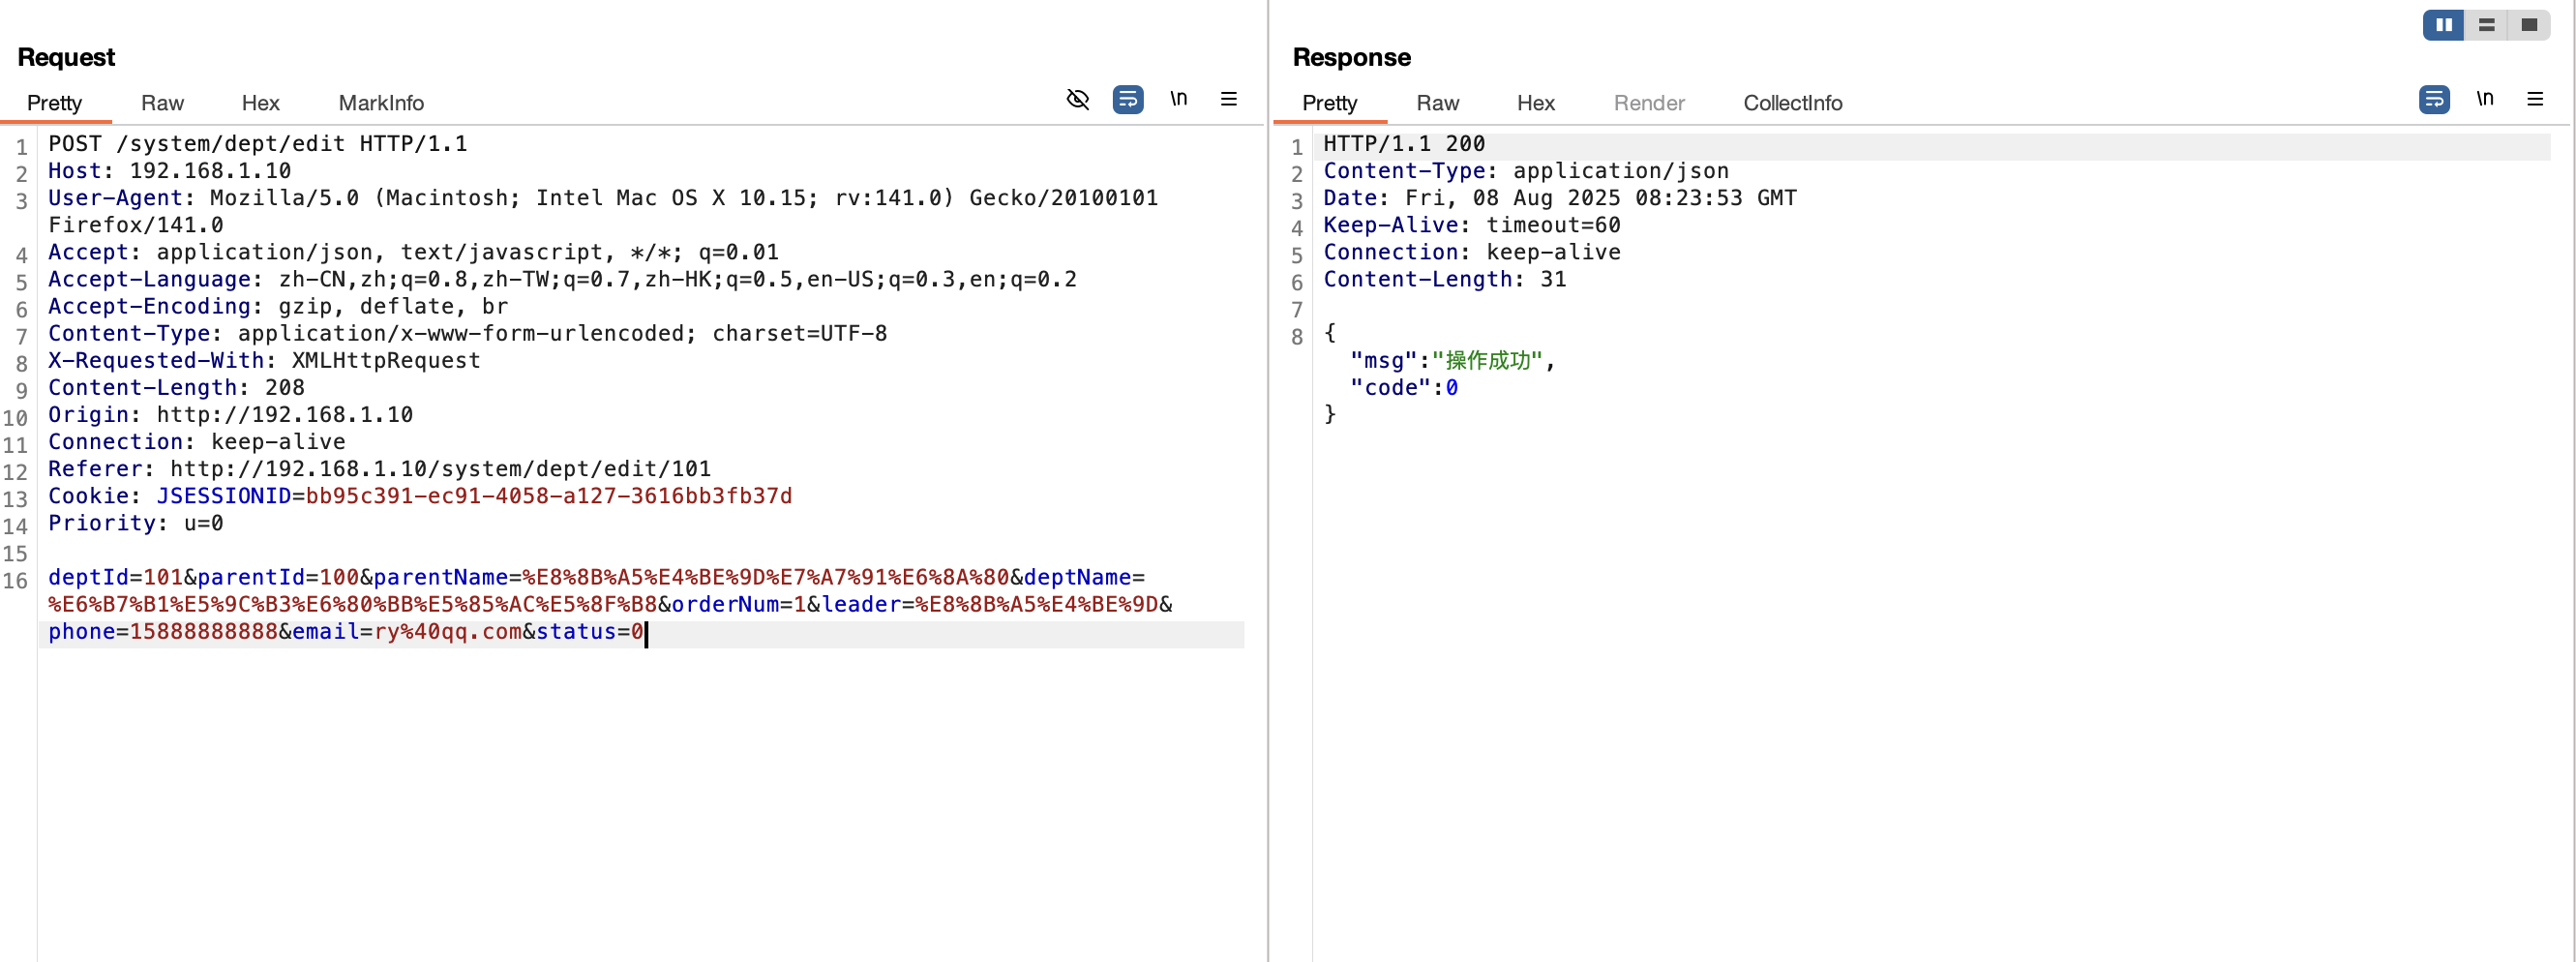 Request
Pretty Raw Hex MarkInfo \n
1 POST /system/dept/edit HTTP/1.1
2 Host: 192.168.1.10
3 User-Agent: Mozilla/5.0 (Macintosh; Intel Mac OS X 10.15; rv:141.0) Gecko/20100101
Firefox/141.0
4 Accept: application/json, text/javascript, */*; q=0.01
5 Accept-Language: zh-CN,zh;q=0.8,zh-TW;q=0.7,zh-HK;q=0.5,en-US;q=0.3,en;q=0.2
6 Accept-Encoding: gzip, deflate, br
7 Content-Type: application/x-www-form-urlencoded; charset=UTF-8
8 X-Requested-With: XMLHttpRequest
9 Content-Length: 208
10 Origin: http://192.168.1.10
11 Connection: keep-alive
12 Referer: http://192.168.1.10/system/dept/edit/101
13 Cookie: JSESSIONID=bb95c391-ec91-4058-a127-3616bb3fb37d
14 Priority: u=0
15
16 deptId=101&parentId=100&parentName=%E8%8B%A5%E4%BE%9D%E7%A7%91%E6%8A%80&deptName=
%E6%B7%B1%E5%9C%B3%E6%80%BB%E5%85%AC%E5%8F%B8&orderNum=1&leader=%E8%8B%A5%E4%BE%9D&
phone=15888888888&email=ry%40qq.com&status=0
Response
Pretty Raw Hex Render CollectInfo \n
1 HTTP/1.1 200
2 Content-Type: application/json
3 Date: Fri, 08 Aug 2025 08:23:53 GMT
4 Keep-Alive: timeout=60
5 Connection: keep-alive
6 Content-Length: 31
7
8 {
"msg":"操作成功",
"code":0
}